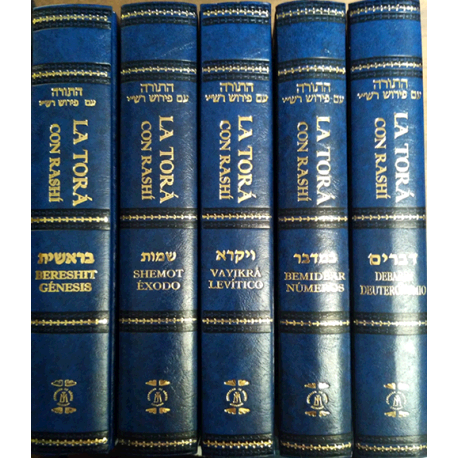 התורה
עם פירוש רש"י
LA TORÁ
CON RASHÍ
בראשית
BERESHIT
GÉNESIS
התורה
עם פירוש רש"י
LA TORÁ
CON RASHÍ
שמות
SHEMOT
ÉXODO
התורה
עם פירוש רש"י
LA TORÁ
CON RASHÍ
ויקרא
VAYIKRÁ
LEVÍTICO
התורה
עם פירוש רש"י
LA TORÁ
CON RASHÍ
במדבר
BEMIDBAR
NÚMEROS
התורה
עם פירוש רש"י
LA TORÁ
CON RASHÍ
דברים
DEBARIM
DEUTERONOMIO